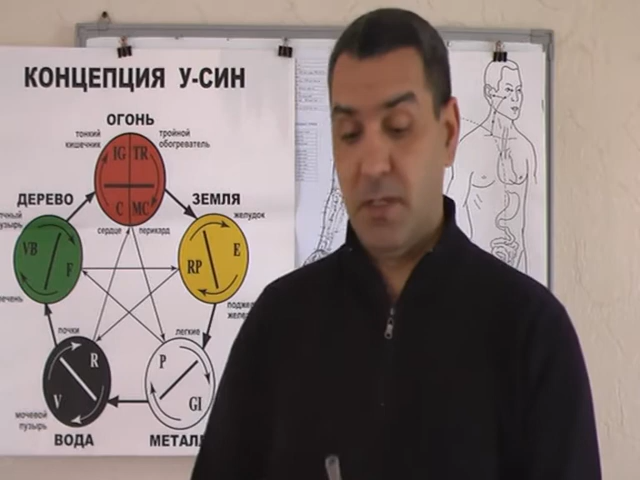 КОНЦЕПЦИЯ У-СИН
ОГОНЬ
тонкий
кишечник
тройной
обогреватель
IG TR
C MC
сердце
перикард
ДЕРЕВО
ЗЕМЛЯ
желудок
VB
F
E
RP
почки
легкие
R
V
P
GI
мочевой
пузырь
ВОДА